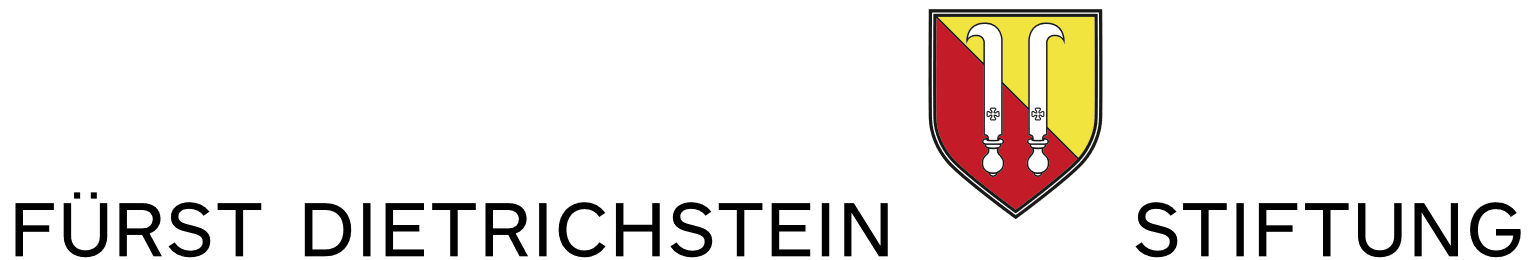 FÜRST DIETRICHSTEIN STIFTUNG